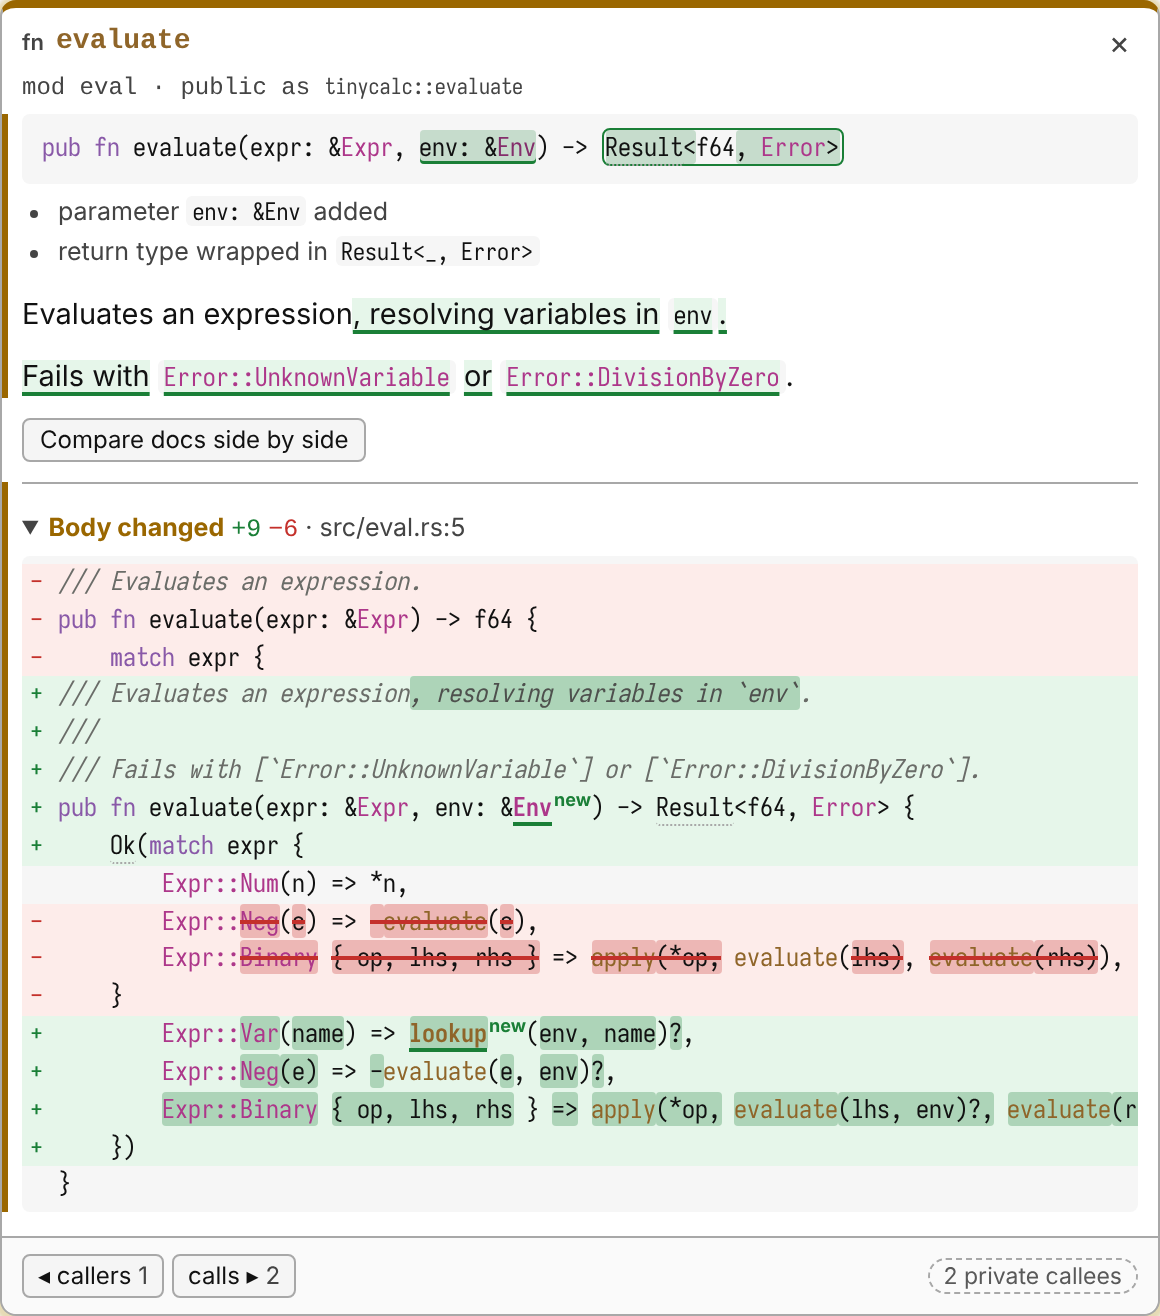 fn evaluate ×
mod eval · public as tinycalc::evaluate
pub fn evaluate(expr: &Expr, env: &Env) -> Result<f64, Error>
• parameter env: &Env added
• return type wrapped in Result<_, Error>
Evaluates an expression, resolving variables in env.
Fails with Error::UnknownVariable or Error::DivisionByZero.
Compare docs side by side
▼ Body changed +9 −6 · src/eval.rs:5
− /// Evaluates an expression.
− pub fn evaluate(expr: &Expr) -> f64 {
−     match expr {
+ /// Evaluates an expression, resolving variables in `env`.
+ ///
+ /// Fails with [`Error::UnknownVariable`] or [`Error::DivisionByZero`].
+ pub fn evaluate(expr: &Expr, env: &Env new) -> Result<f64, Error> {
+     Ok(match expr {
        Expr::Num(n) => *n,
−         Expr::Neg(e) => -evaluate(e),
−         Expr::Binary { op, lhs, rhs } => apply(*op, evaluate(lhs), evaluate(rhs)),
−     }
+         Expr::Var(name) => lookup new(env, name)?,
+         Expr::Neg(e) => -evaluate(e, env)?,
+         Expr::Binary { op, lhs, rhs } => apply(*op, evaluate(lhs, env)?, evaluate(r
+     })
}
◂ callers 1 calls ▸ 2 2 private callees